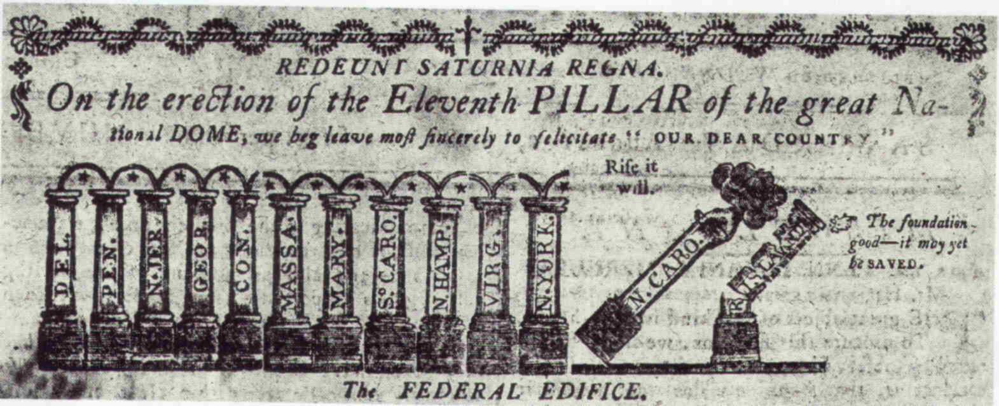 REDEUNT SATURNIA REGNA.
On the erection of the Eleventh PILLAR of the great Na-
tional DOME, we beg leave moſt ſincerely to felicitate “ OUR DEAR COUNTRY.”
Riſe it
will.
The foundation
good—it may yet
be SAVED.
DEL.
PEN.
N.JER.
GEOR.
CON.
MASSA.
MARY.
So. CARO.
N.HAMP.
VIRG.
N.YORK.
N.CARO.
R. ISLAND
The FEDERAL EDIFICE.